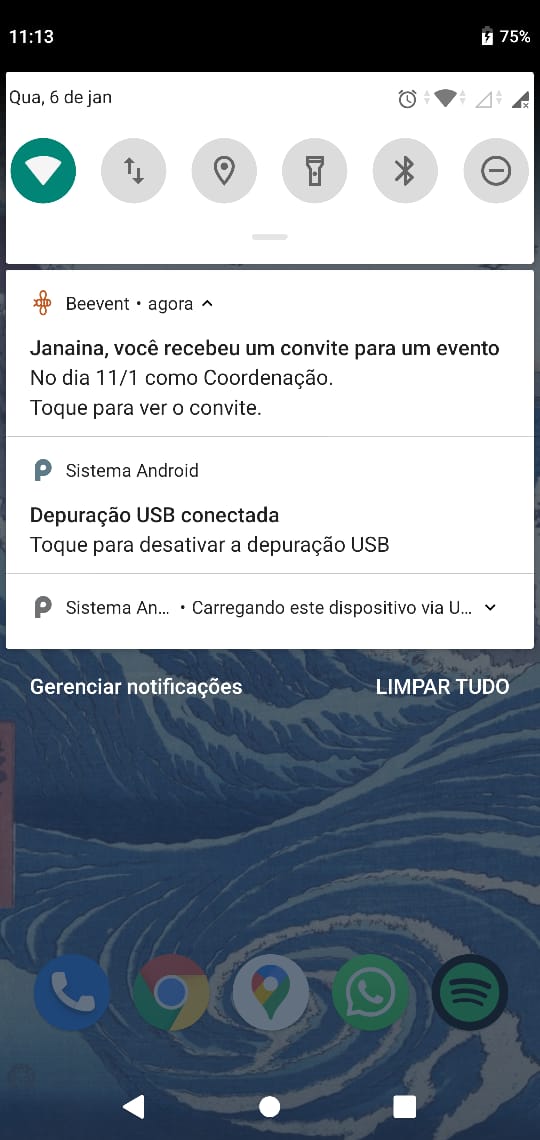 11:13 75%
Qua, 6 de jan
Beevent • agora
Janaina, você recebeu um convite para um evento
No dia 11/1 como Coordenação.
Toque para ver o convite.
Sistema Android
Depuração USB conectada
Toque para desativar a depuração USB
Sistema An... • Carregando este dispositivo via U...
Gerenciar notificações LIMPAR TUDO